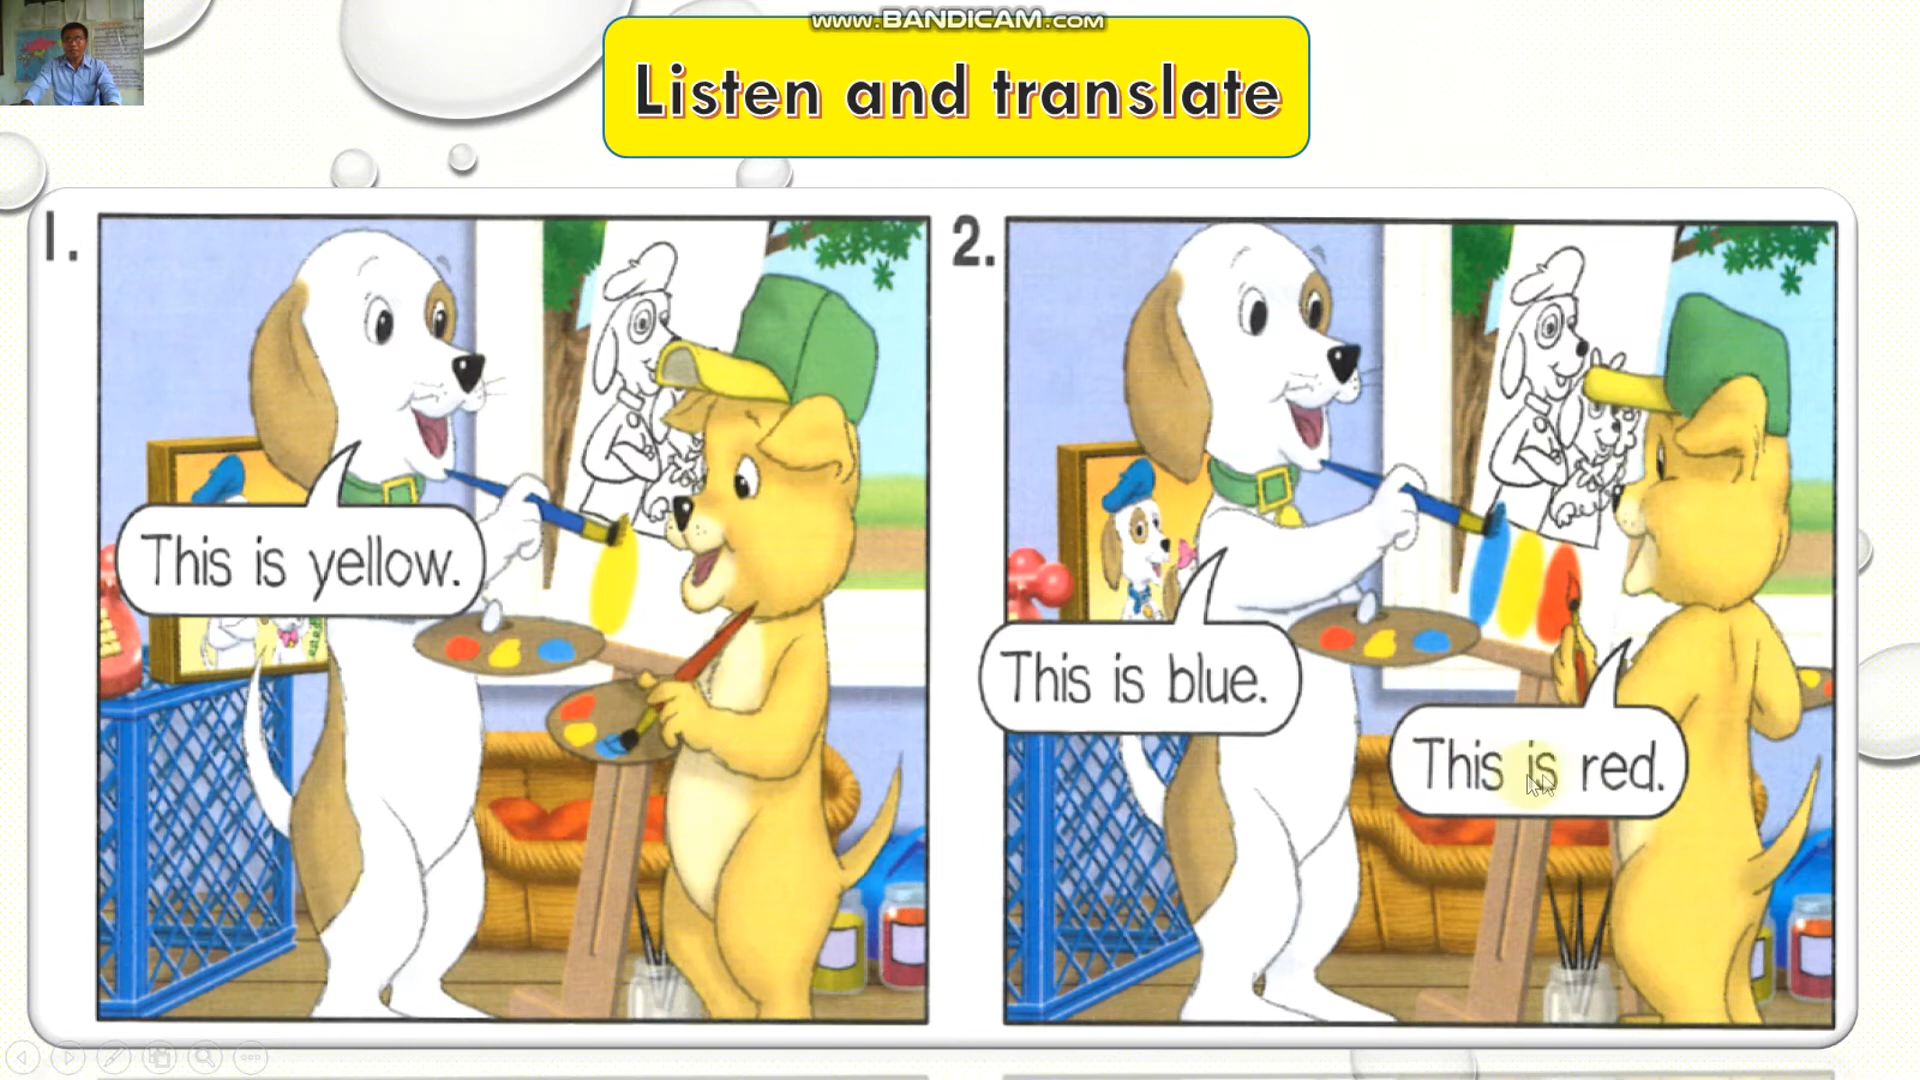 www.BANDICAM.com
Listen and translate
1.
This is yellow.
2.
This is blue.
This is red.